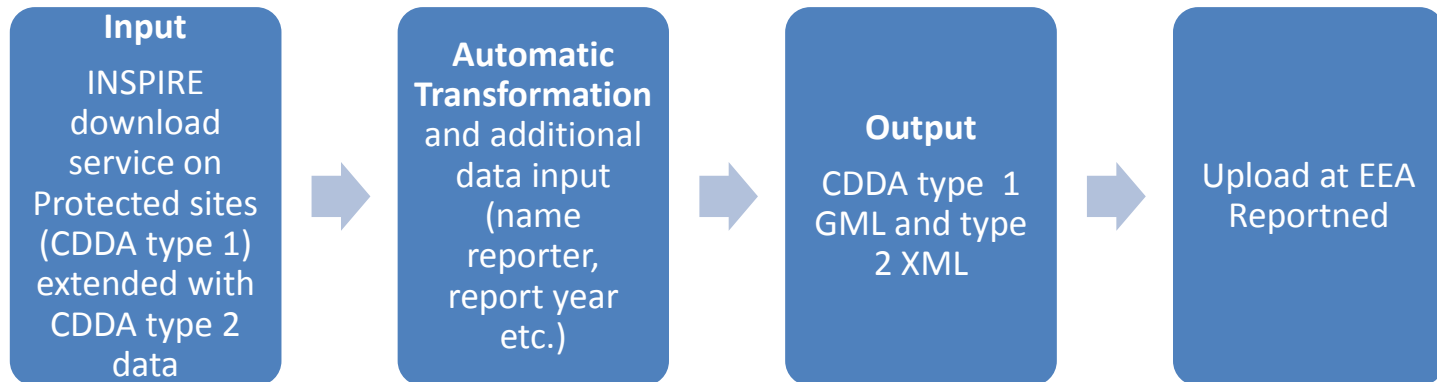 Input
INSPIRE
download
service on
Protected sites
(CDDA type 1)
extended with
CDDA type 2
data
Automatic
Transformation
and additional
data input
(name
reporter,
report year
etc.)
Output
CDDA type 1
GML and type
2 XML
Upload at EEA
Reportned